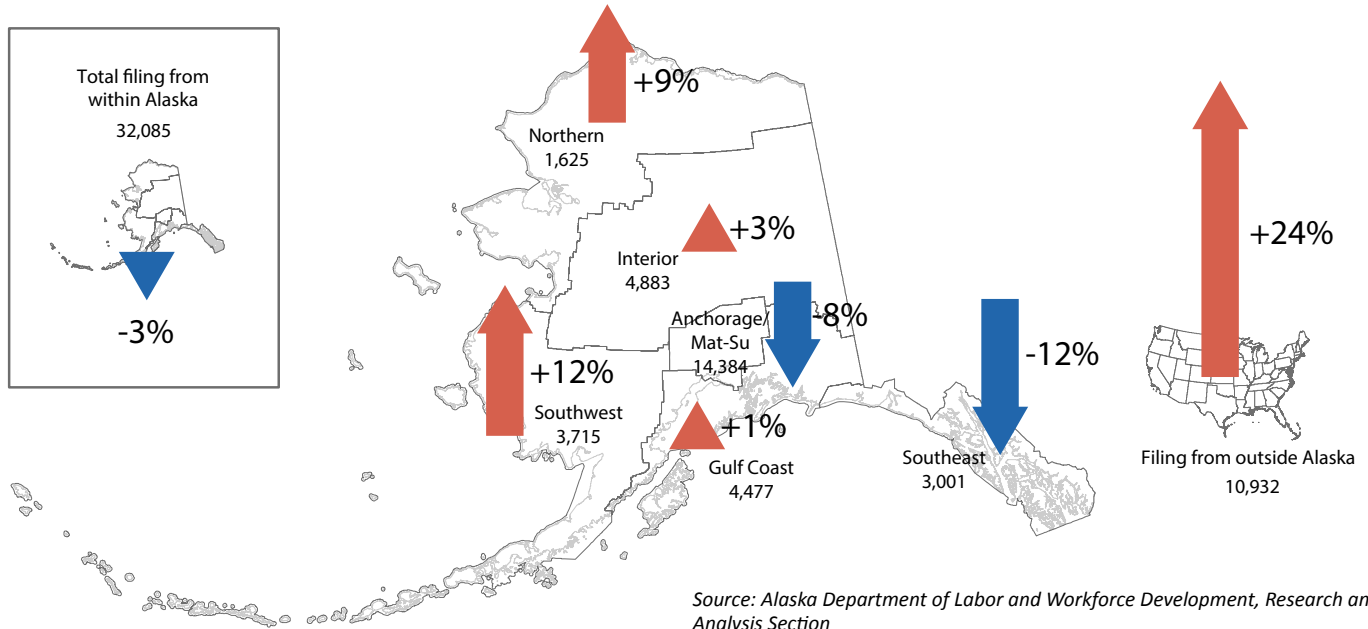 Total filing from
within Alaska
32,085
-3%
+9%
Northern
1,625
+3%
Interior
4,883
Anchorage/
Mat-Su
14,384
-8%
+12%
Southwest
3,715
+1%
Gulf Coast
4,477
-12%
Southeast
3,001
+24%
Filing from outside Alaska
10,932
Source: Alaska Department of Labor and Workforce Development, Research an
Analysis Section